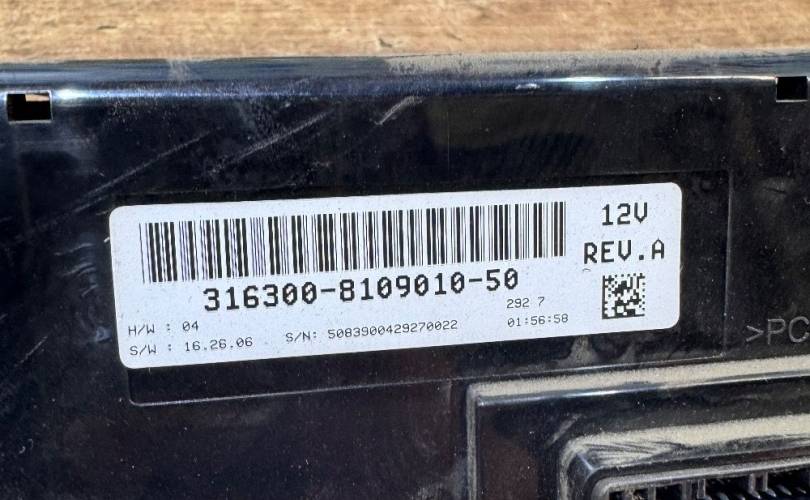 12V
REV.A
316300-8109010-50
292 7
H/W : 04
S/W : 16.26.06
S/N: 5083900429270022
01:56:58
>PC